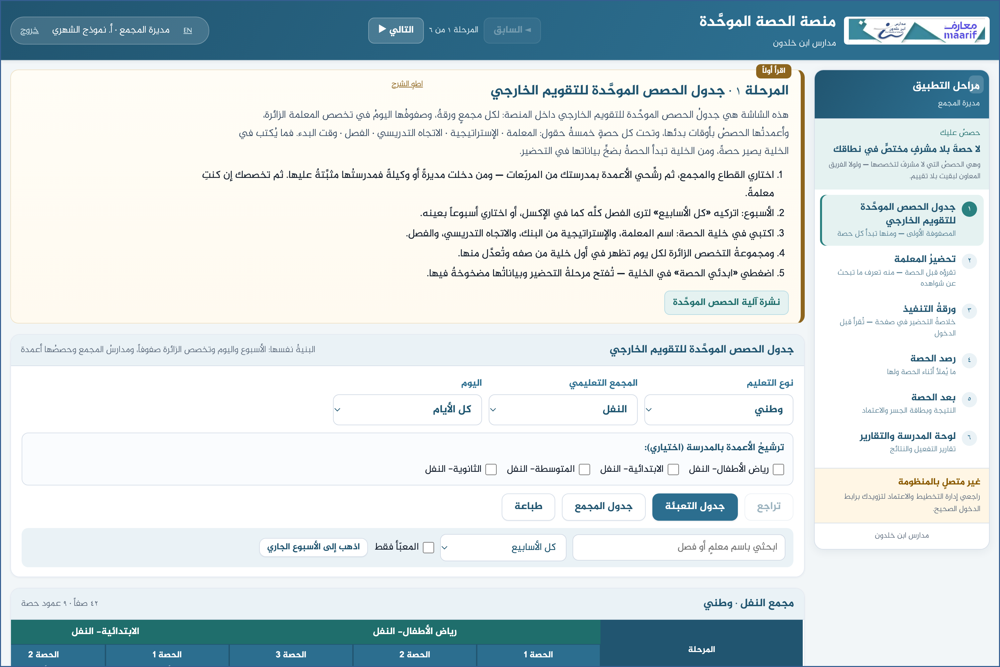 معارف
maarif
مدارس
ابن خلدون
منصة الحصة الموحَّدة
مدارس ابن خلدون
◄ السابق
المرحلة ١ من ٦
التالي ►
EN
مديرة المجمع · أ. نموذج الشهري
خروج
مراحل التطبيق
مديرة المجمع
حصصٌ عليك
لا حصةَ بلا مشرفٍ مختصٍّ في نطاقك
وهي الحصصُ التي لا مشرفَ لتخصصها — ولولا الفريق
المعاون لبقيت بلا تقييم.
١
جدول الحصص الموحَّدة
للتقويم الخارجي
المصفوفة الأولى — ومنها تبدأ كل حصة
٢
تحضيرُ المعلمة
تقرؤه قبل الحصة — منه تعرف ما تبحث
عن شواهده
٣
ورقةُ التنفيذ
خلاصةُ التحضير في صفحة — تُقرأ قبل
الدخول
٤
رصد الحصة
ما يُملأ أثناء الحصة ولها
٥
بعد الحصة
النتيجة وبطاقة الجسر والاعتماد
٦
لوحة المدرسة والتقارير
تقارير التفعيل والنتائج
غير متصلٍ بالمنظومة
راجعي إدارة التخطيط والاعتماد لتزويدك برابط
الدخول الصحيح.
مدارس ابن خلدون
اقرأ أولاً
المرحلة ١ · جدول الحصص الموحَّدة للتقويم الخارجي
اطوِ الشرح
هذه الشاشة هي جدولُ الحصص الموحَّدة للتقويم الخارجي داخل المنصة: لكل مجمعٍ ورقةٌ، وصفوفُها اليومُ في تخصص المعلمة الزائرة،
وأعمدتُها الحصصُ بأوقات بدئها، وتحت كل حصةٍ خمسةُ حقول: المعلمة · الإستراتيجية · الاتجاه التدريسي · الفصل · وقت البدء. فما يُكتب في
الخلية يصير حصةً، ومن الخلية تبدأ الحصةُ بضخِّ بياناتها في التحضير.
1. اختاري القطاع والمجمع، ثم رشِّحي الأعمدة بمدرستك من المربّعات — ومن دخلت مديرةً أو وكيلةً فمدرستُها مثبَّتةٌ عليها. ثم تخصصك إن كنتِ
معلمةً.
2. الأسبوع: اتركيه «كل الأسابيع» لترى الفصل كلَّه كما في الإكسل، أو اختاري أسبوعاً بعينه.
3. اكتبي في خلية الحصة: اسم المعلمة، والإستراتيجية من البنك، والاتجاه التدريسي، والفصل.
4. ومجموعةُ التخصص الزائرة لكل يوم تظهر في أول خلية من صفه وتُعدَّل منها.
5. اضغطي «ابدئي الحصة» في الخلية — تُفتح مرحلةُ التحضير وبياناتُها مضخوخةٌ فيها.
نشرة آلية الحصص الموحَّدة
جدول الحصص الموحَّدة للتقويم الخارجي
البنيةُ نفسها: الأسبوع واليوم وتخصص الزائرة صفوفاً، ومدارسُ المجمع وحصصُها أعمدة
نوع التعليم
المجمع التعليمي
اليوم
وطني
النفل
كل الأيام
ترشيحُ الأعمدة بالمدرسة (اختياري):
رياض الأطفال- النفل
الابتدائية- النفل
المتوسطة- النفل
الثانوية- النفل
تراجع
جدول التعبئة
جدول المجمع
طباعة
ابحثي باسم معلمٍ أو فصل
كل الأسابيع
المعبّأ فقط
اذهب إلى الأسبوع الجاري
مجمع النفل · وطني
٤٢ صفاً · ٩ عمود حصة
المرحلة
رياض الأطفال- النفل
الابتدائية- النفل
الحصة 1
الحصة 2
الحصة 3
الحصة 1
الحصة 2